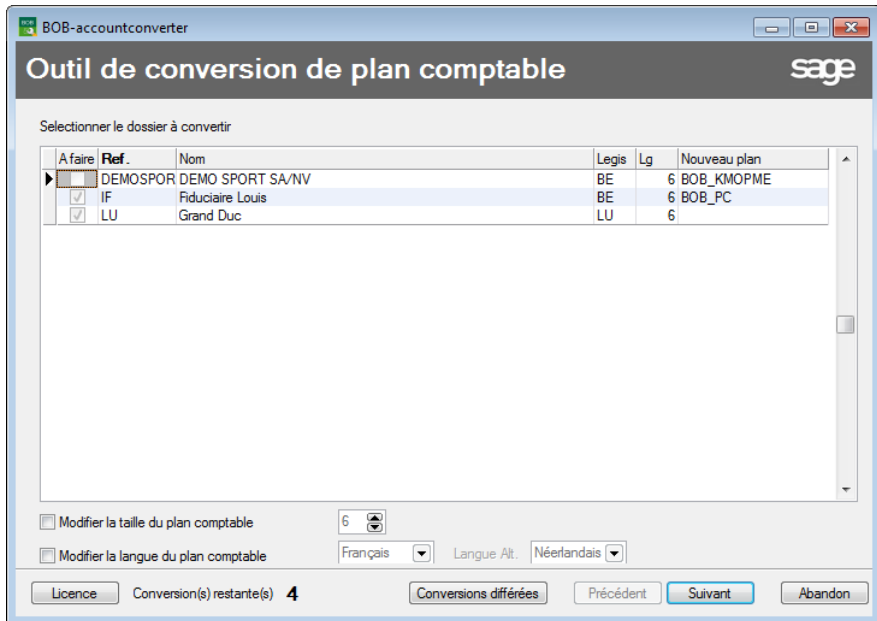 BOB-accountconverter
Outil de conversion de plan comptable sage
Selectionner le dossier à convertir
A faire Ref. Nom Legis Lg Nouveau plan
DEMOSPOR DEMO SPORT SA/NV BE 6 BOB_KMOPME
IF Fiduciaire Louis BE 6 BOB_PC
LU Grand Duc LU 6
Modifier la taille du plan comptable 6
Modifier la langue du plan comptable Français Langue Alt. Néerlandais
Licence Conversion(s) restante(s) 4 Conversions différées Précédent Suivant Abandon